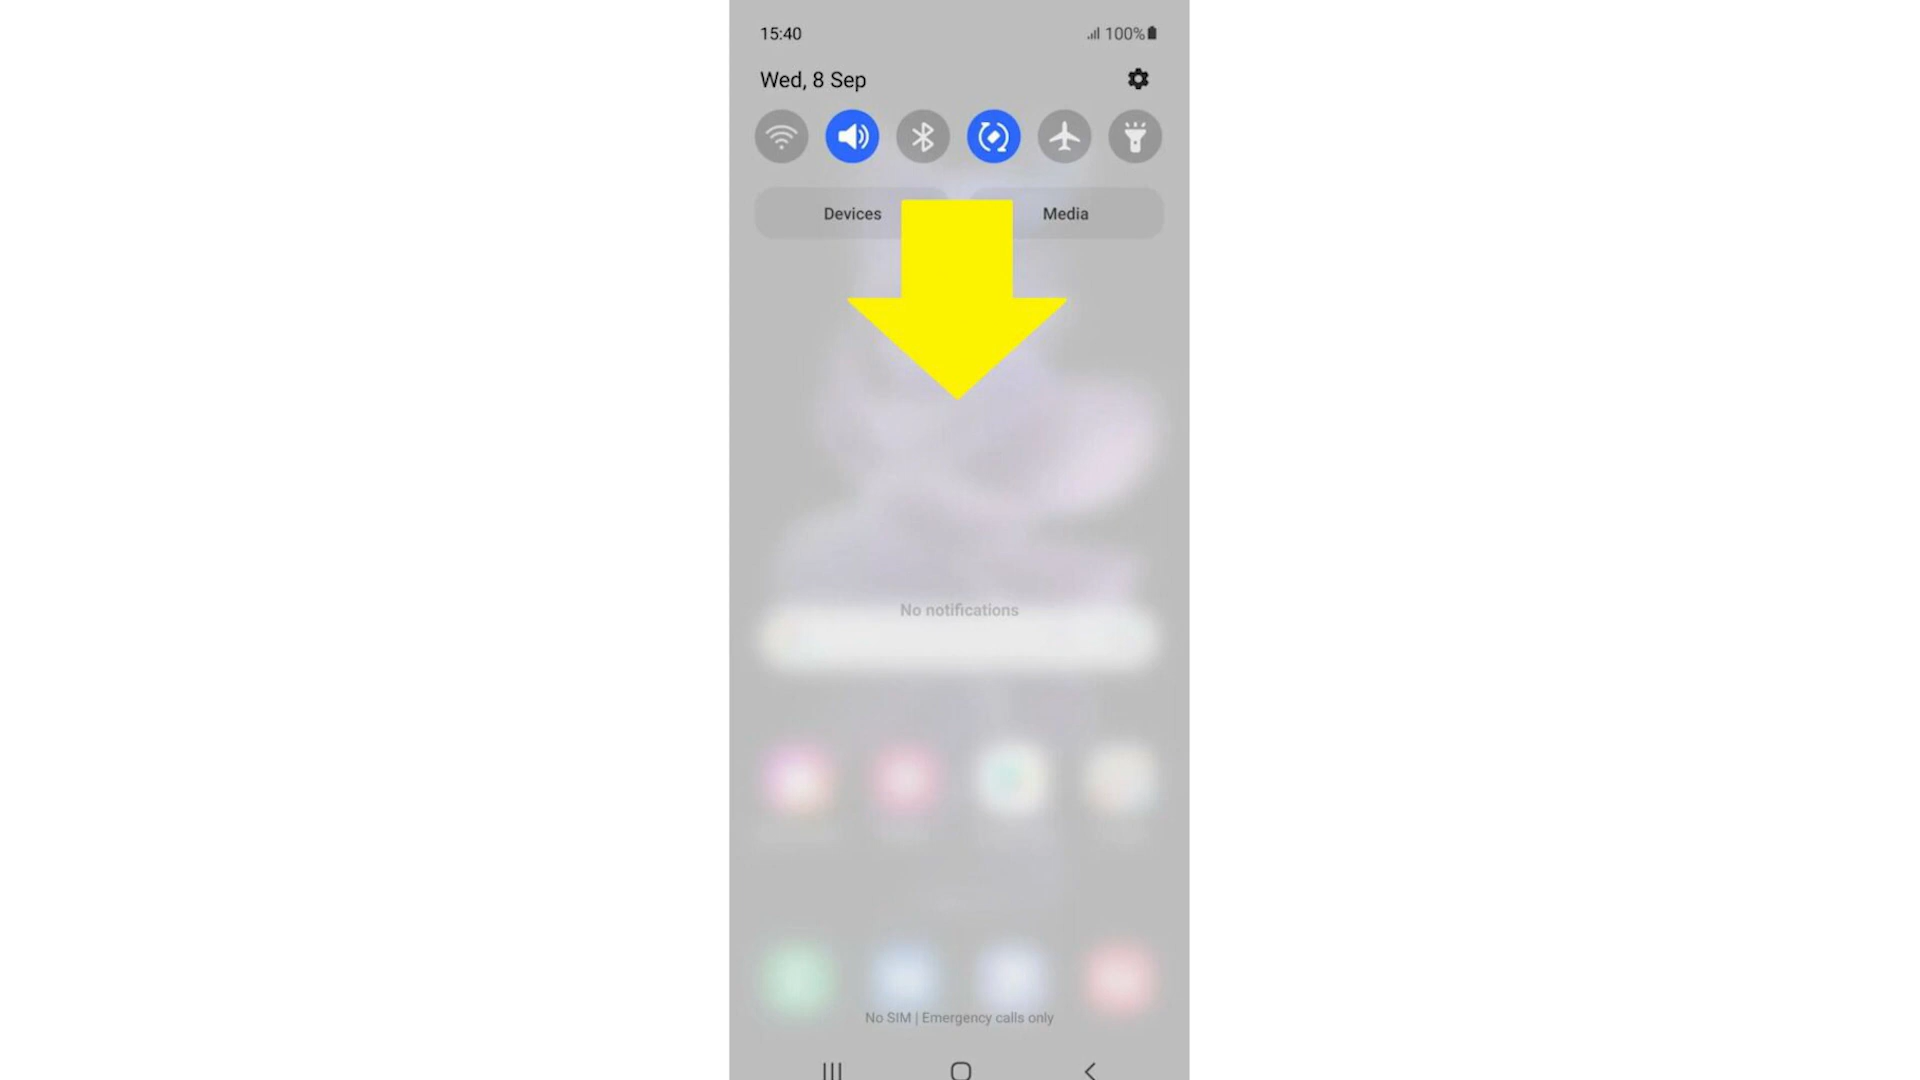 15:40 100%
Wed, 8 Sep
Devices Media
No notifications
No SIM | Emergency calls only